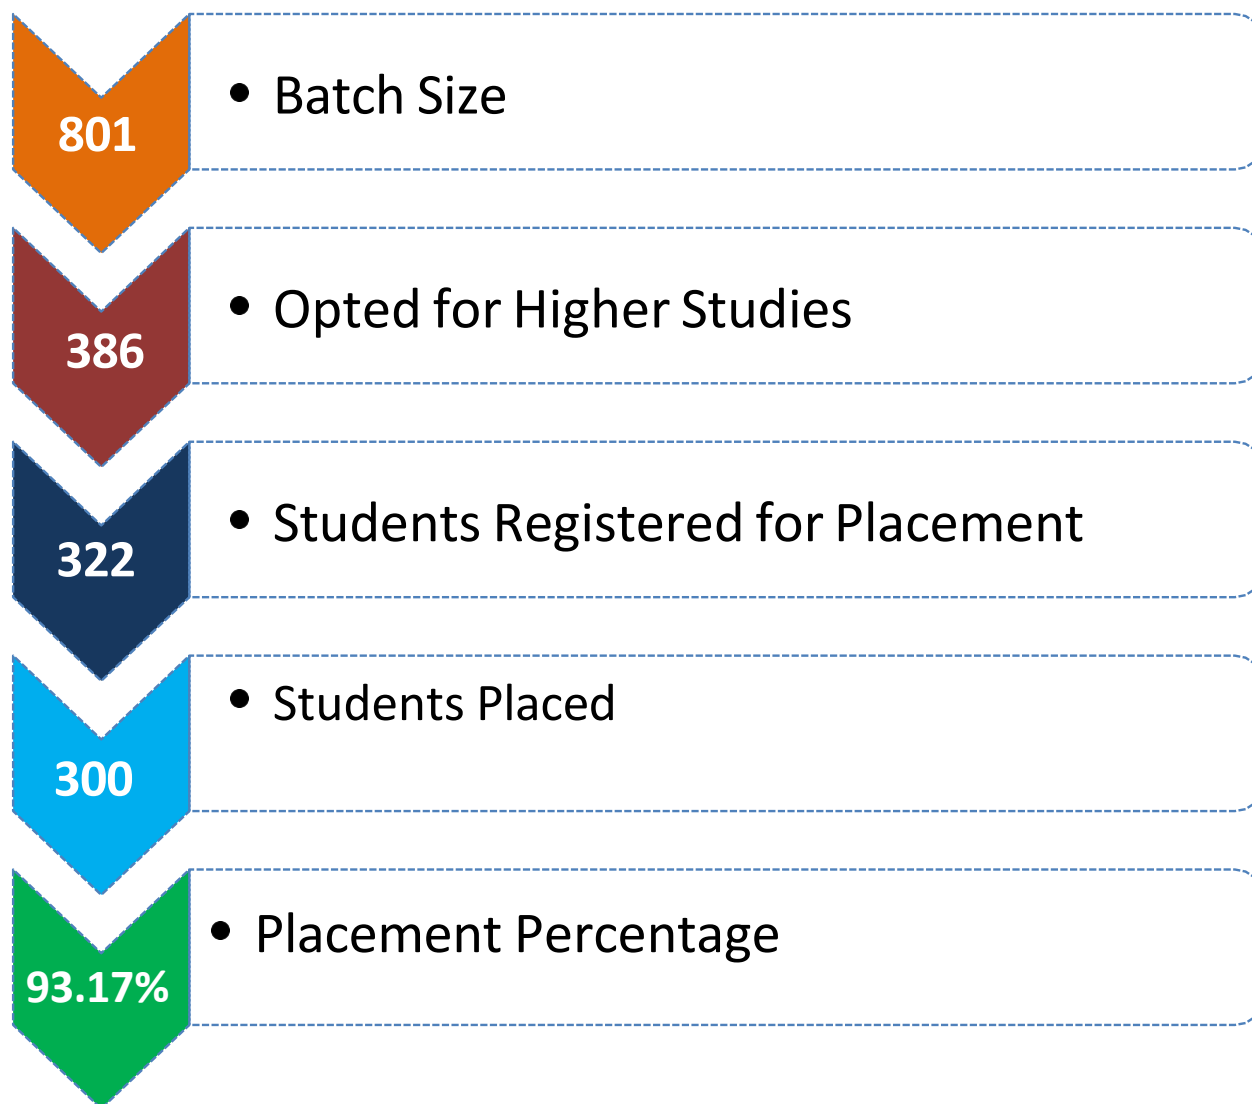 801
• Batch Size
386
• Opted for Higher Studies
322
• Students Registered for Placement
300
• Students Placed
93.17%
• Placement Percentage